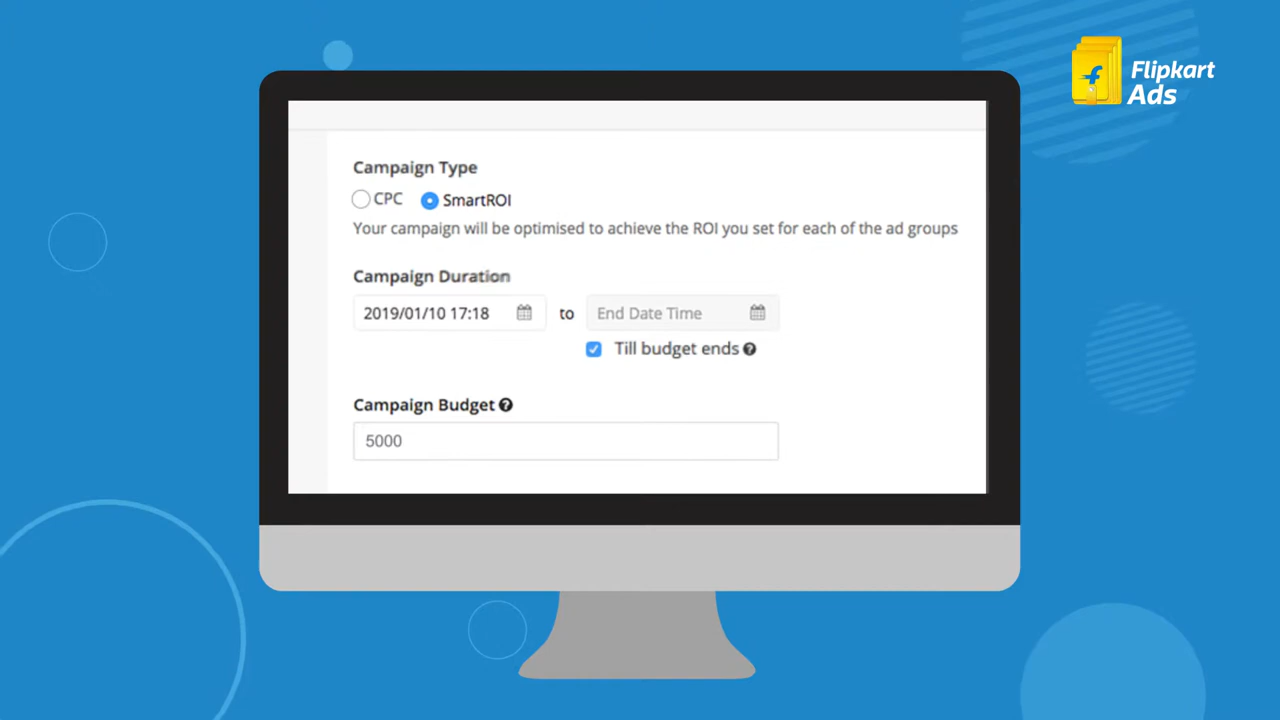 Flipkart
Ads
Campaign Type
CPC SmartROI
Your campaign will be optimised to achieve the ROI you set for each of the ad groups
Campaign Duration
2019/01/10 17:18 to End Date Time
Till budget ends ?
Campaign Budget ?
5000